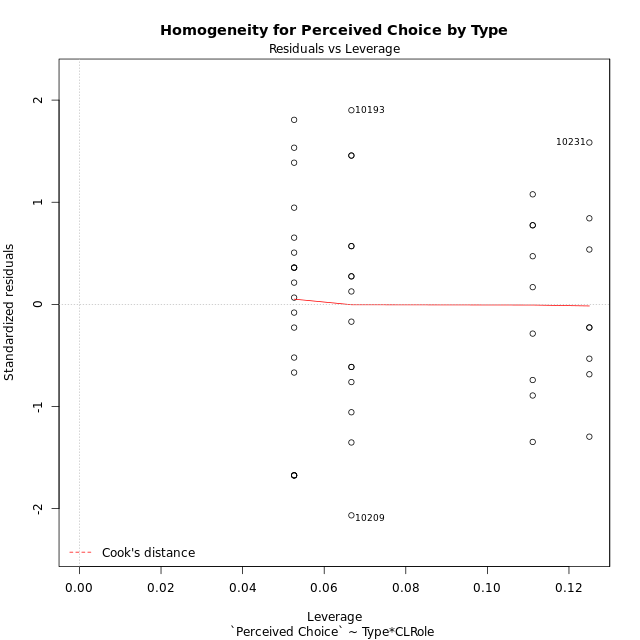 Homogeneity for Perceived Choice by Type
Residuals vs Leverage
Standardized residuals
2
1
0
-1
-2
10193
10231
10209
Cook's distance
0.00 0.02 0.04 0.06 0.08 0.10 0.12
Leverage
`Perceived Choice` ~ Type*CLRole